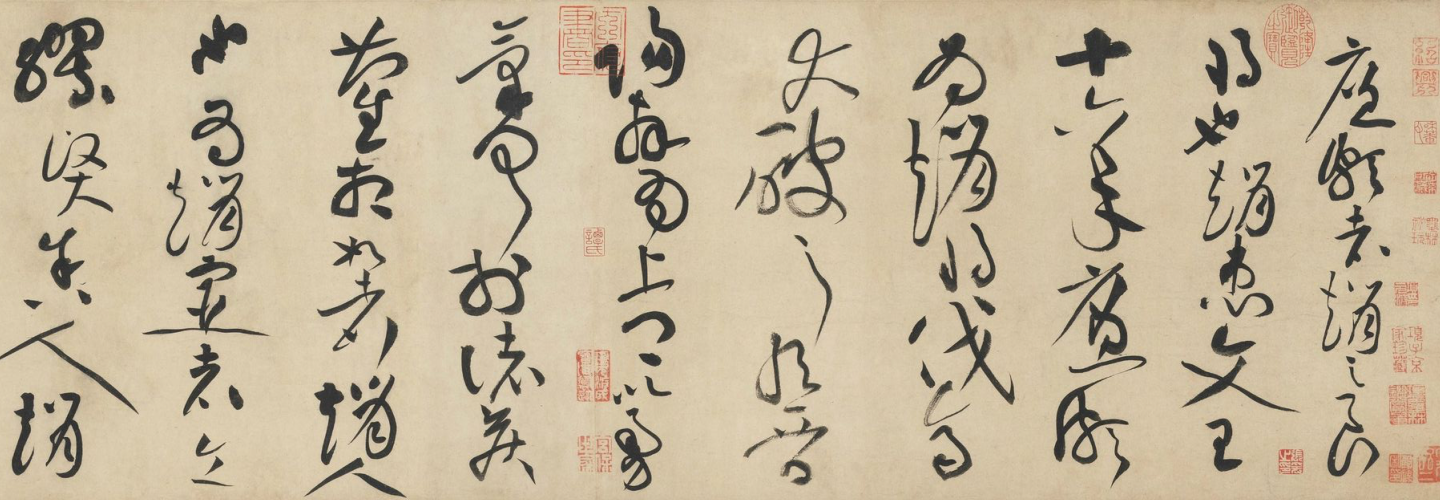 廉頗者趙之良
將也趙惠文王
十六年廉頗
為趙將伐齊
大破之取晉
陽拜為上卿以勇
氣聞於諸侯
藺相如者趙人
也為趙宦者令
繆賢舍人趙